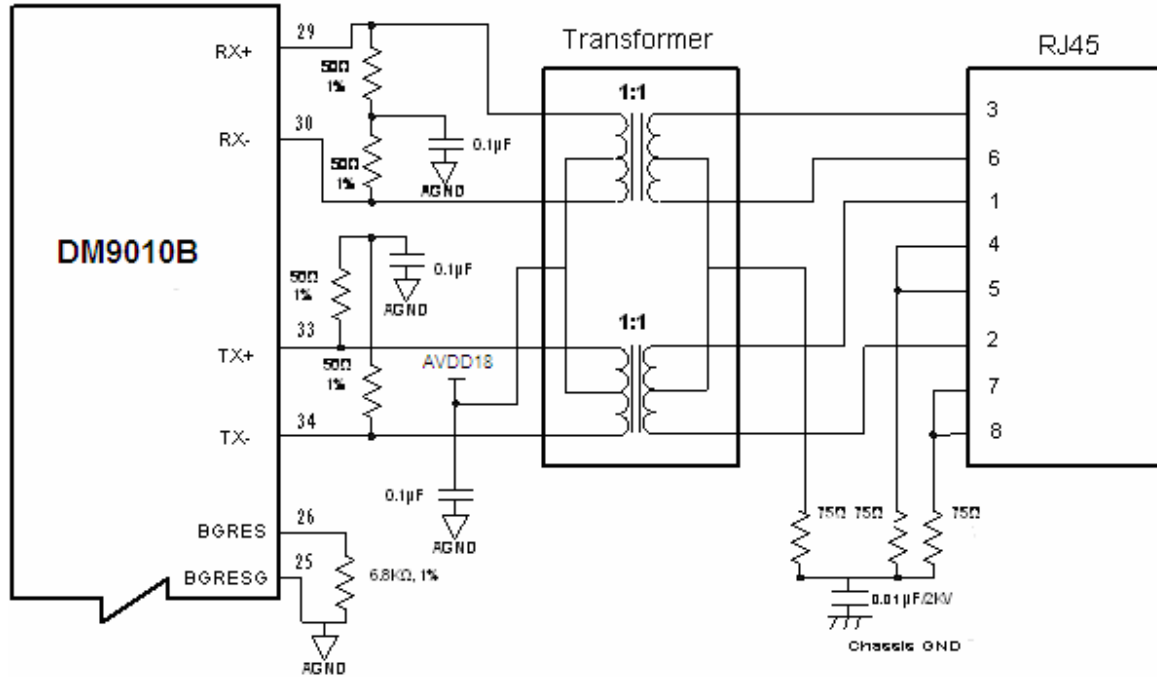 29
RX+
50Ω
1%
Transformer
RJ45
1:1
3
30
RX-
50Ω
1%
0.1µF
AGND
6
1
DM9010B
4
50Ω
1%
0.1µF
AGND
5
1:1
33
TX+
50Ω
1%
AVDD18
2
7
34
TX-
8
0.1µF
AGND
75Ω 75Ω 75Ω
26
BGRES
25
BGRESG
6.8KΩ, 1%
AGND
0.01µF/2KV
Chassis GND